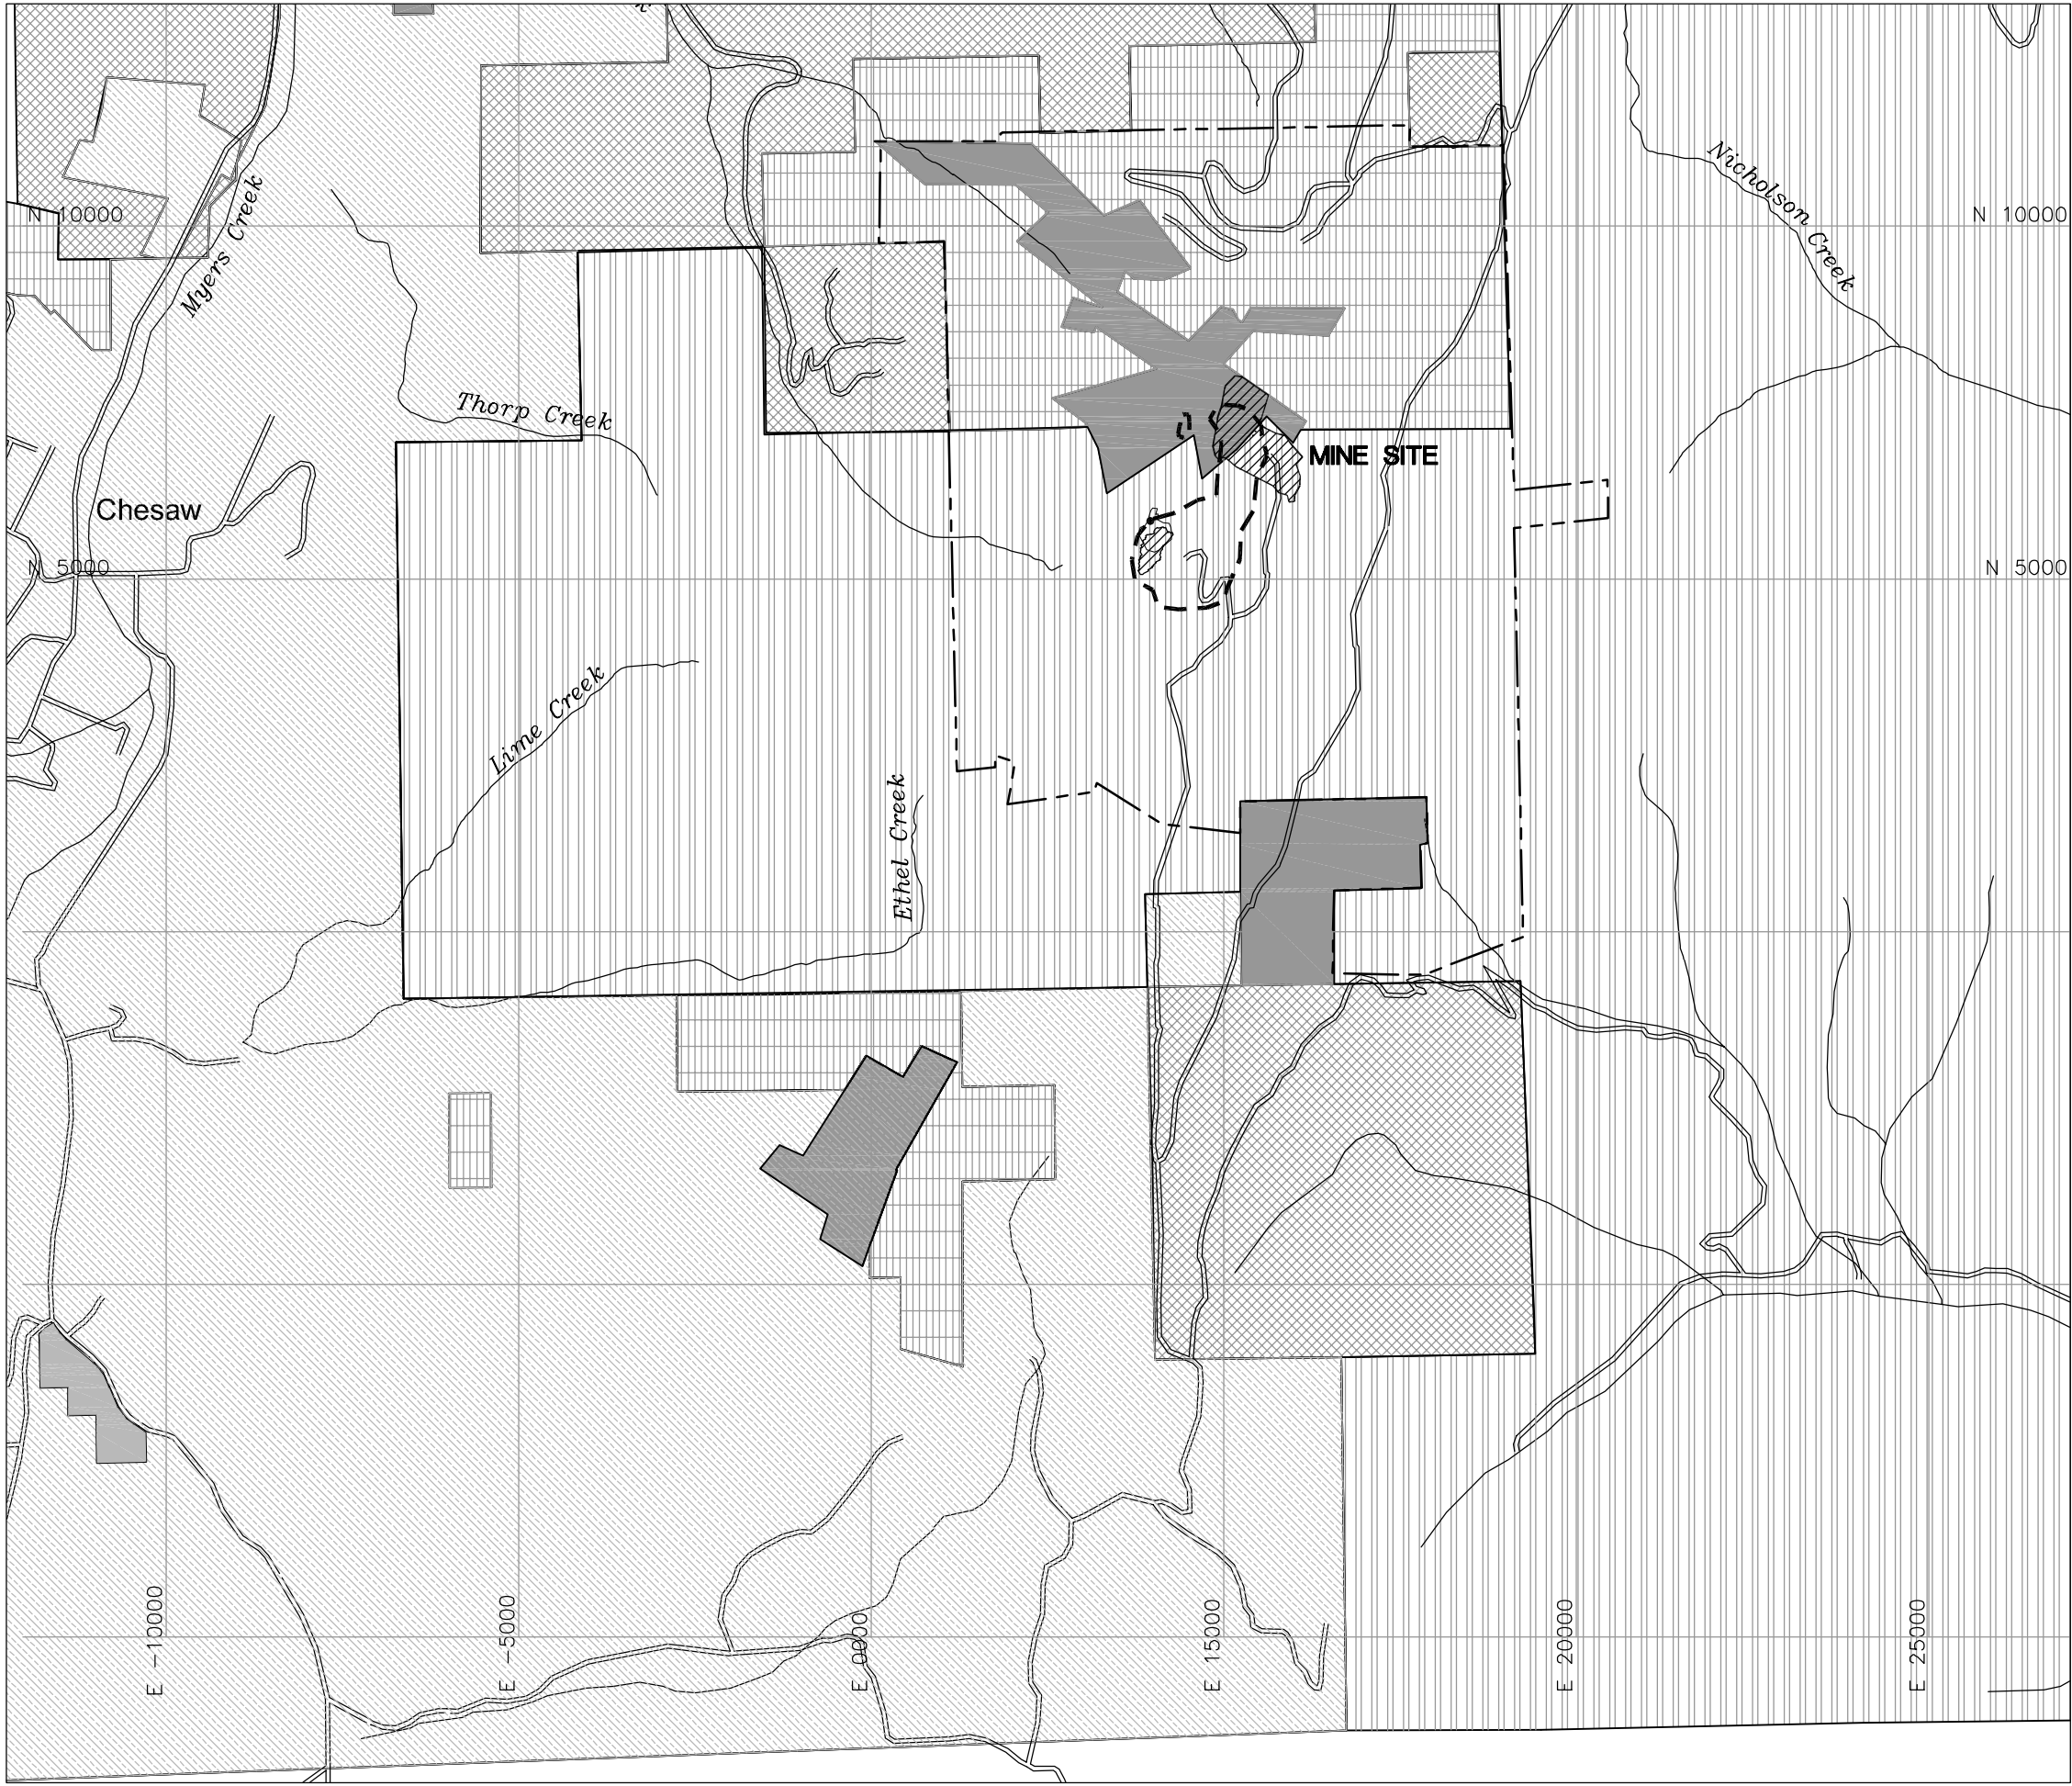 N 10000
N 10000
Myers Creek
Nicholson Creek
Thorp Creek
MINE SITE
Chesaw
N 5000
N 5000
Lime Creek
Ethel Creek
E -10000
E -5000
E 00000
E 15000
E 20000
E 25000